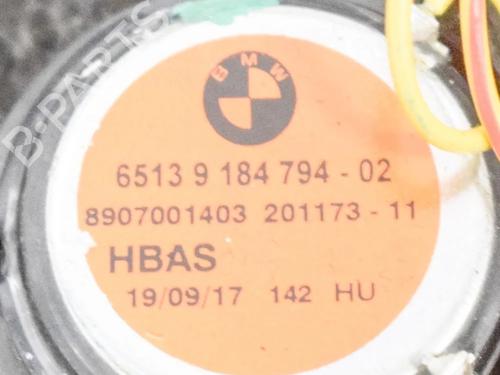 B-PARTS
BMW
6513 9 184 794 - 02
8907001403 201173 - 11
HBAS
19/09/17 142 HU